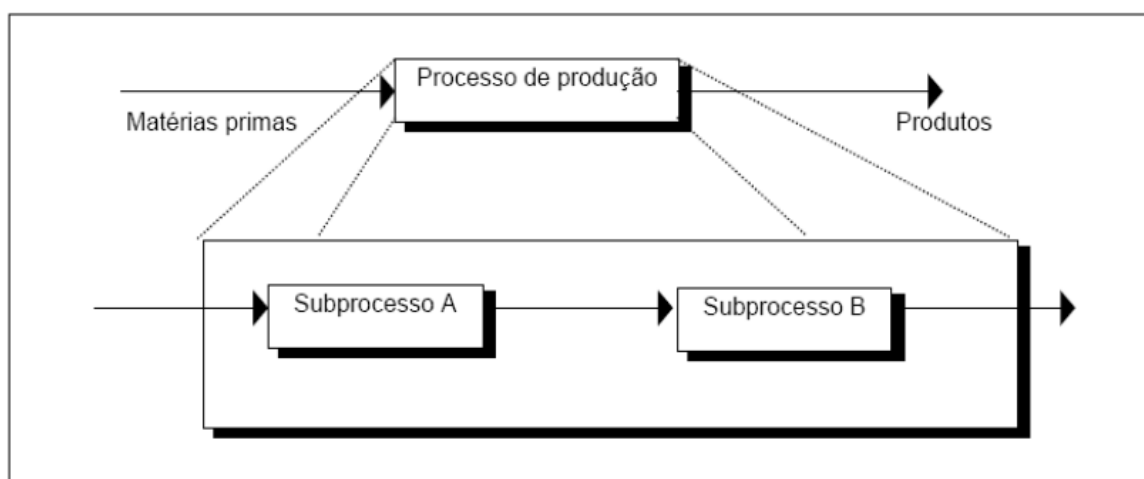 Processo de produção
Matérias primas
Produtos
Subprocesso A
Subprocesso B